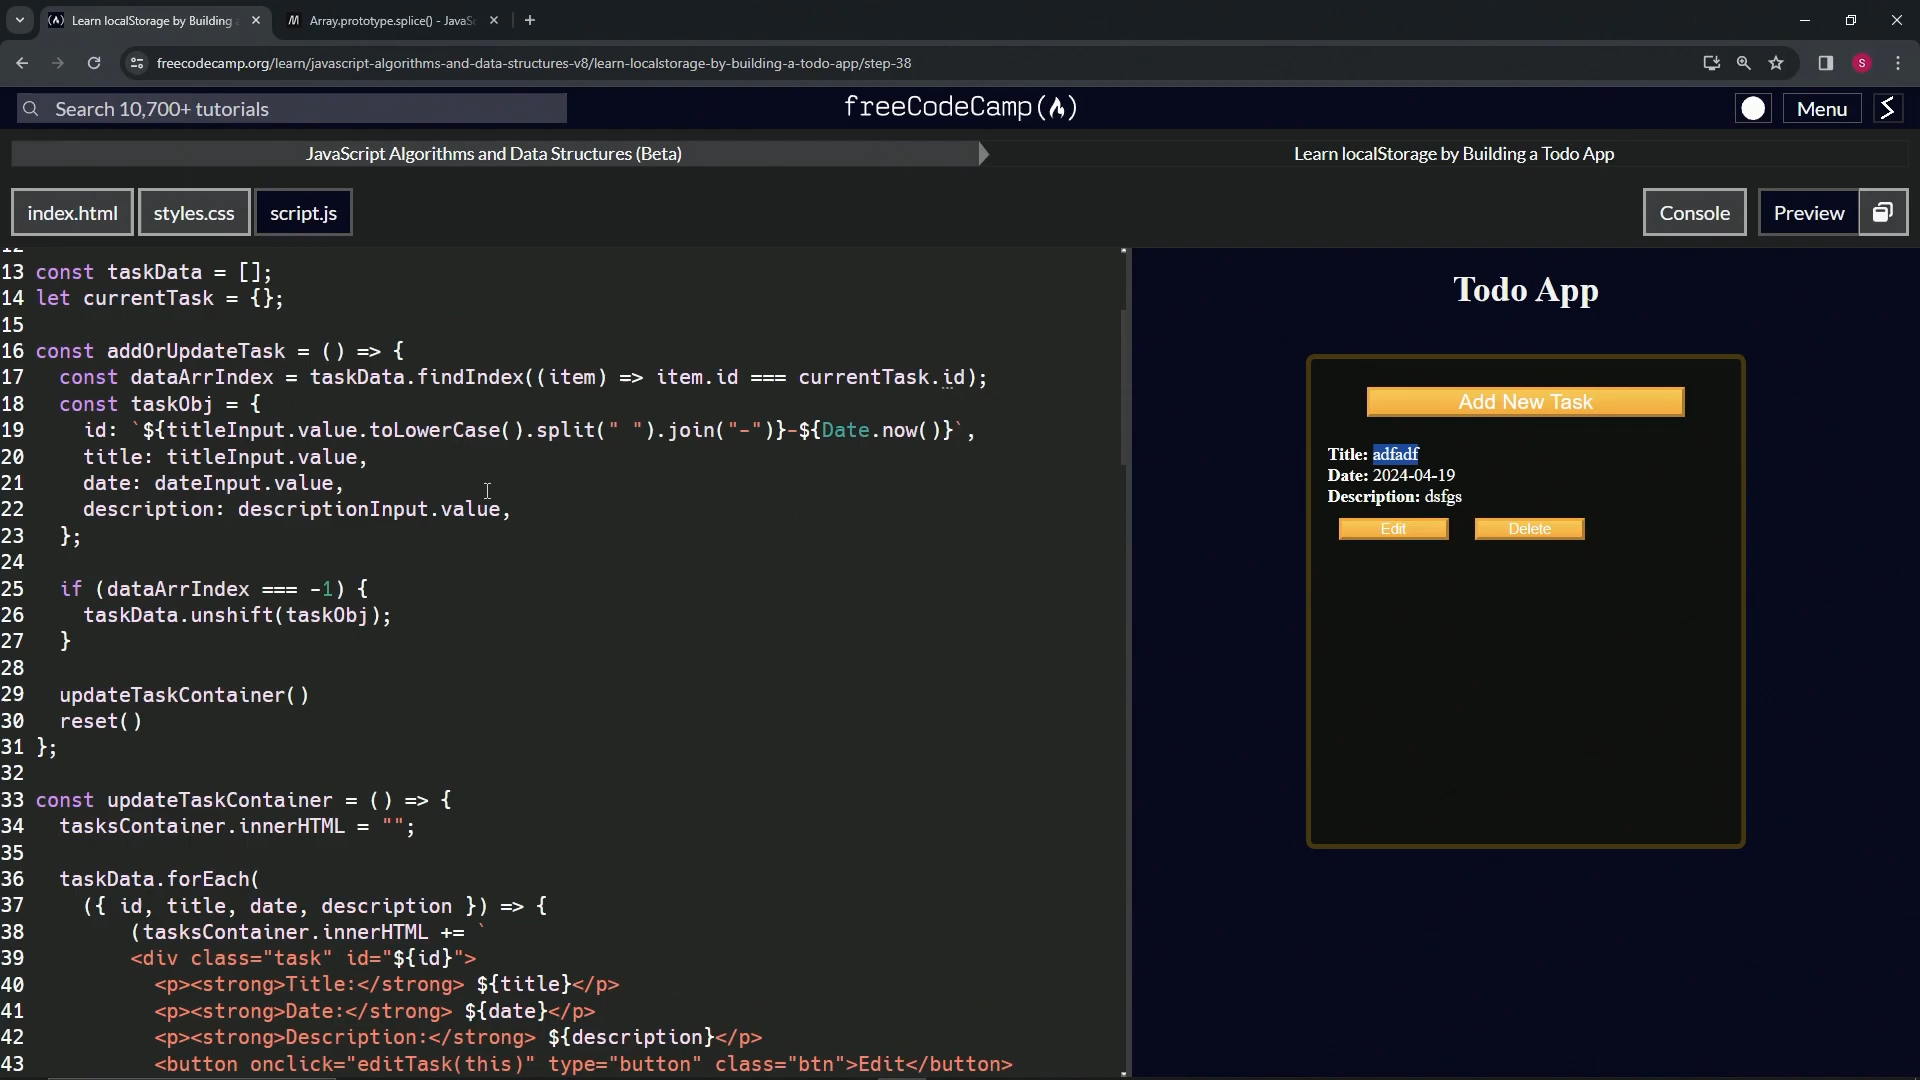 Learn localStorage by Building
Array.prototype.splice() - JavaS
freecodecamp.org/learn/javascript-algorithms-and-data-structures-v8/learn-localstorage-by-building-a-todo-app/step-38
S
Search 10,700+ tutorials
freeCodeCamp
Menu
JavaScript Algorithms and Data Structures (Beta)
Learn localStorage by Building a Todo App
index.html
styles.css
script.js
Console
Preview
12
13 const taskData = [];
14 let currentTask = {};
15
16 const addOrUpdateTask = () => {
17   const dataArrIndex = taskData.findIndex((item) => item.id === currentTask.id);
18   const taskObj = {
19     id: `${titleInput.value.toLowerCase().split(" ").join("-")}-${Date.now()}`,
20     title: titleInput.value,
21     date: dateInput.value,
22     description: descriptionInput.value,
23   };
24
25   if (dataArrIndex === -1) {
26     taskData.unshift(taskObj);
27   }
28
29   updateTaskContainer()
30   reset()
31 };
32
33 const updateTaskContainer = () => {
34   tasksContainer.innerHTML = "";
35
36   taskData.forEach(
37     ({ id, title, date, description }) => {
38         (tasksContainer.innerHTML += `
39         <div class="task" id="${id}">
40           <p><strong>Title:</strong> ${title}</p>
41           <p><strong>Date:</strong> ${date}</p>
42           <p><strong>Description:</strong> ${description}</p>
43           <button onclick="editTask(this)" type="button" class="btn">Edit</button>
Todo App
Add New Task
Title: adfadf
Date: 2024-04-19
Description: dsfgs
Edit
Delete